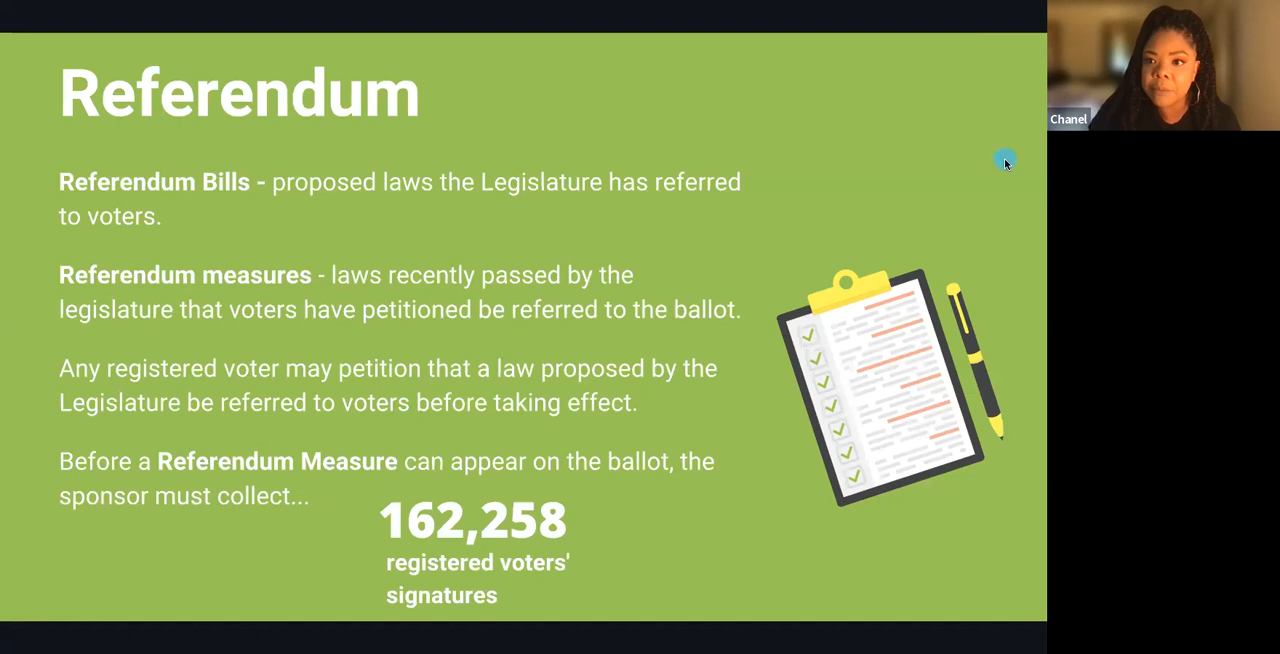 Referendum
Referendum Bills - proposed laws the Legislature has referred
to voters.
Referendum measures - laws recently passed by the
legislature that voters have petitioned be referred to the ballot.
Any registered voter may petition that a law proposed by the
Legislature be referred to voters before taking effect.
Before a Referendum Measure can appear on the ballot, the
sponsor must collect...
162,258
registered voters'
signatures
Chanel